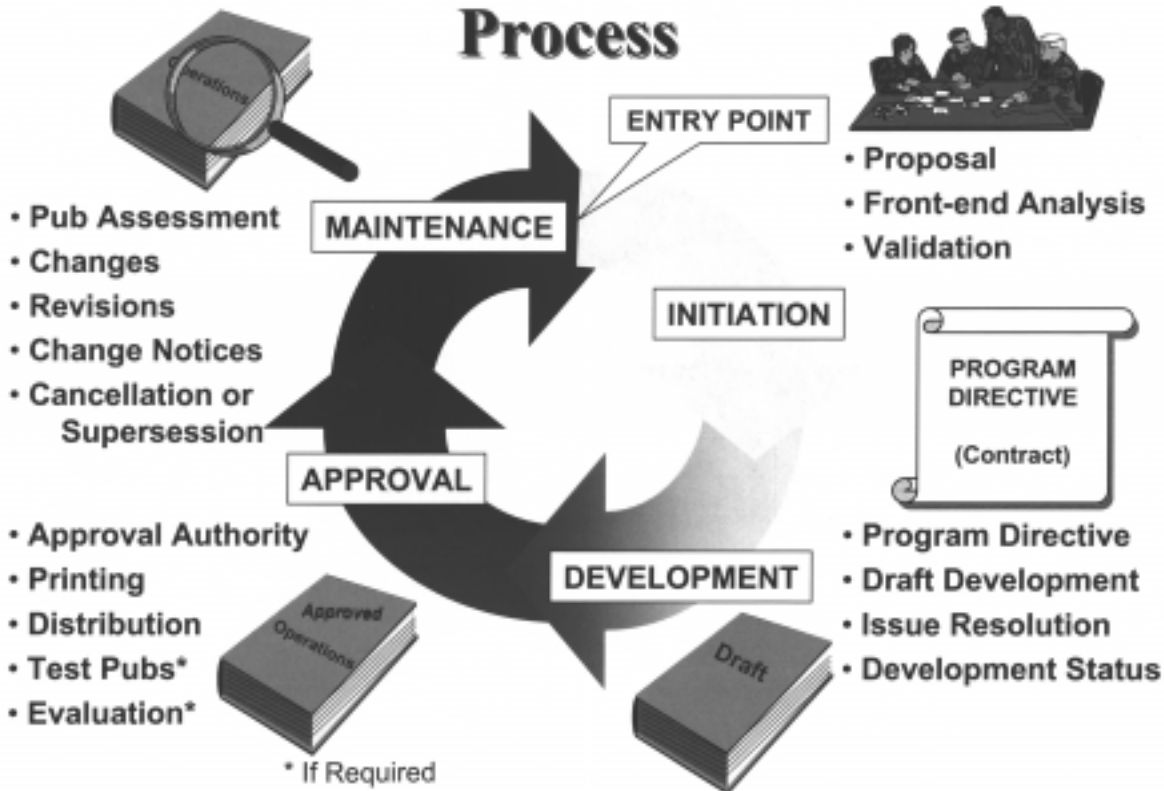 Process
ENTRY POINT
• Proposal
• Front-end Analysis
• Validation
INITIATION
PROGRAM
DIRECTIVE
(Contract)
• Program Directive
• Draft Development
• Issue Resolution
• Development Status
DEVELOPMENT
Draft
APPROVAL
• Approval Authority
• Printing
• Distribution
• Test Pubs*
• Evaluation*
Approved
Operations
* If Required
MAINTENANCE
Operations
• Pub Assessment
• Changes
• Revisions
• Change Notices
• Cancellation or
Supersession